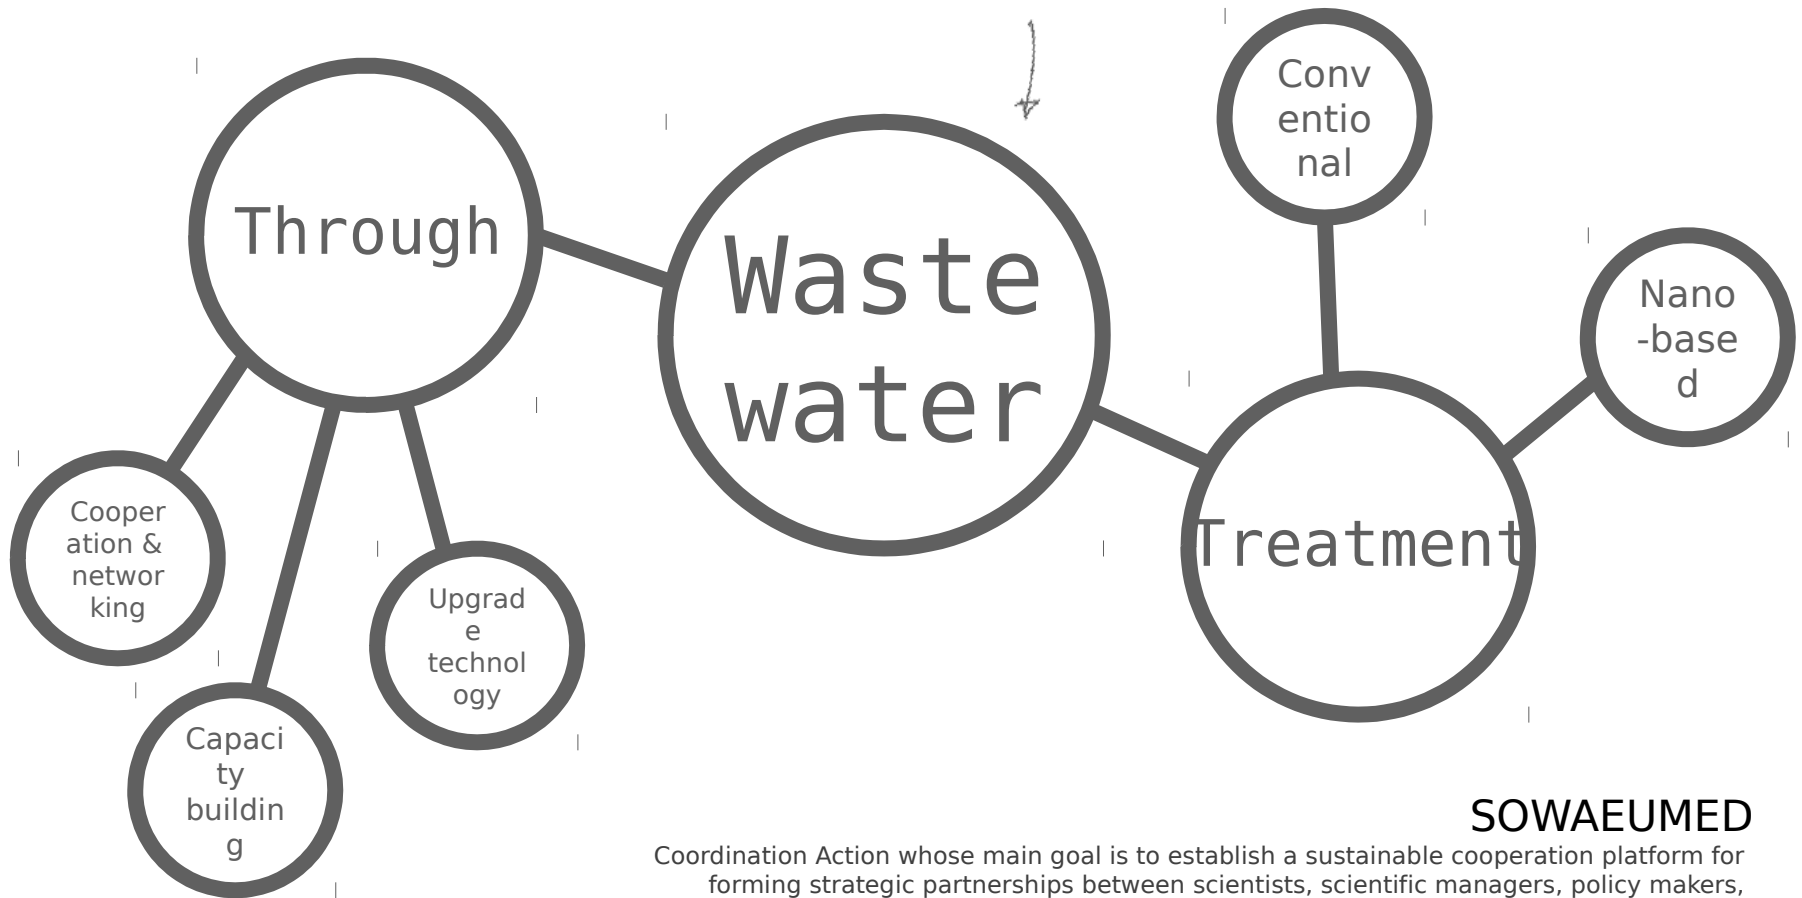 Through
Waste
water
Conv
entio
nal
Nano
-base
d
Treatment
Cooper
ation &
networ
king
Upgrad
e
technol
ogy
Capaci
ty
buildin
g
SOWAEUMED
Coordination Action whose main goal is to establish a sustainable cooperation platform for
forming strategic partnerships between scientists, scientific managers, policy makers,